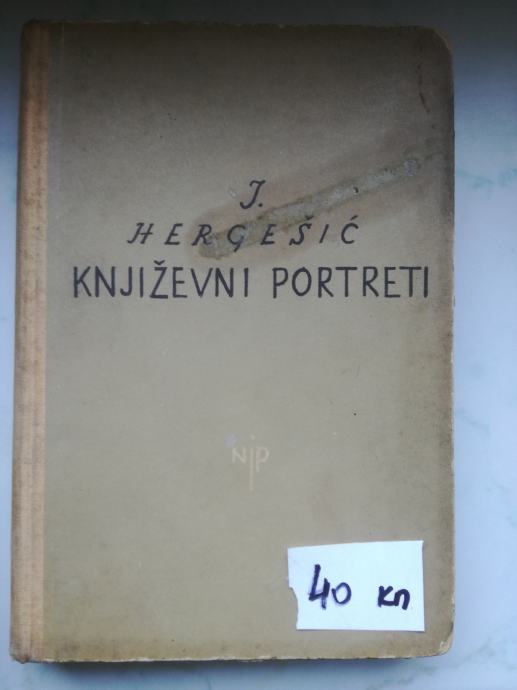 J.
HERGEŠIĆ
KNJIŽEVNI PORTRETI
NIP
40 kn